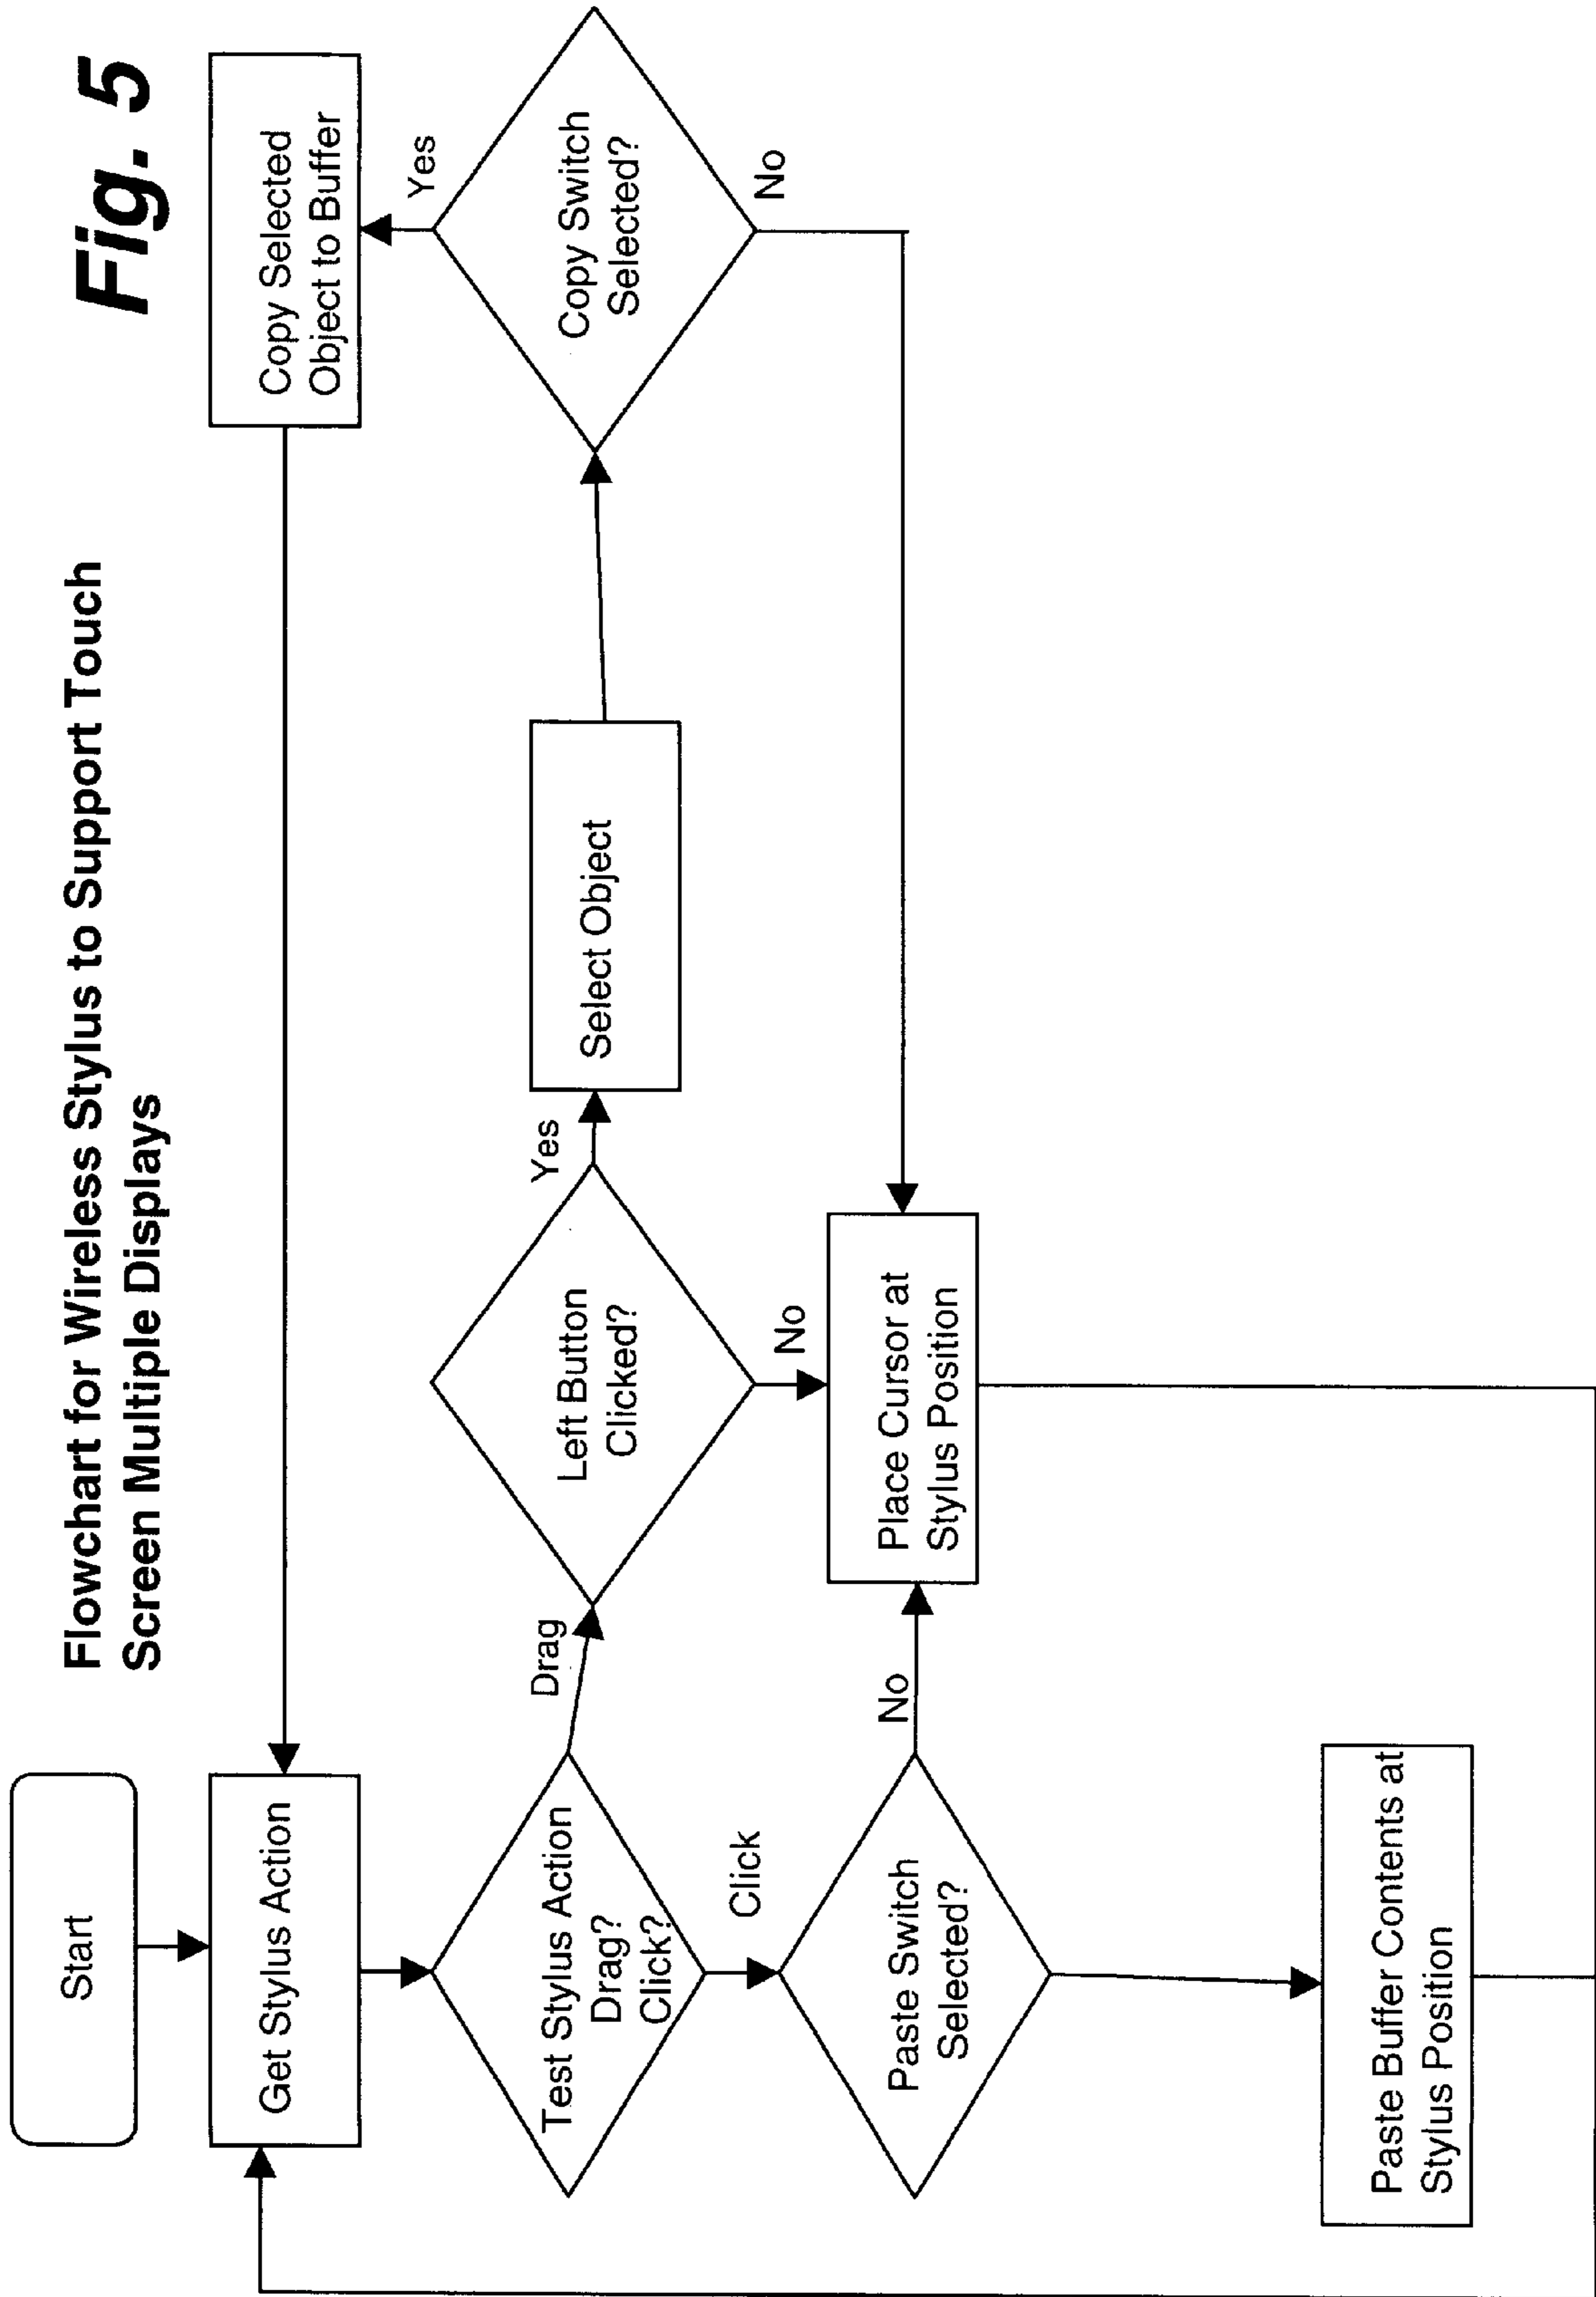 Flowchart for Wireless Stylus to Support Touch
Screen Multiple Displays
Fig. 5
Start
Get Stylus Action
Copy Selected
Object to Buffer
Test Stylus Action
Drag?
Click?
Drag
Left Button
Clicked?
Yes
Select Object
Copy Switch
Selected?
Yes
No
Click
No
Paste Switch
Selected?
No
Place Cursor at
Stylus Position
Paste Buffer Contents at
Stylus Position